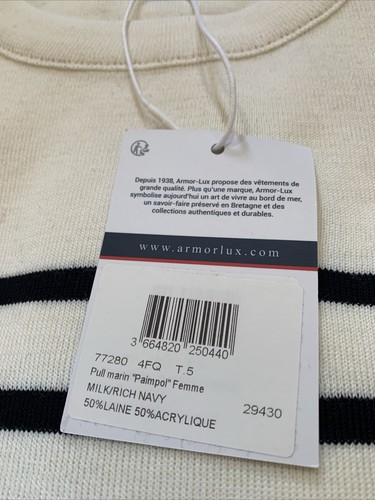 Depuis 1938, Armor-Lux propose des vêtements de
grande qualité. Plus qu'une marque, Armor-Lux
symbolise aujourd'hui un art de vivre au bord de mer,
un savoir-faire préservé en Bretagne et des
collections authentiques et durables.
www.armorlux.com
3 664820 250440
77280 4FQ T.5
Pull marin "Paimpol" Femme
MILK/RICH NAVY
50%LAINE 50%ACRYLIQUE
29430